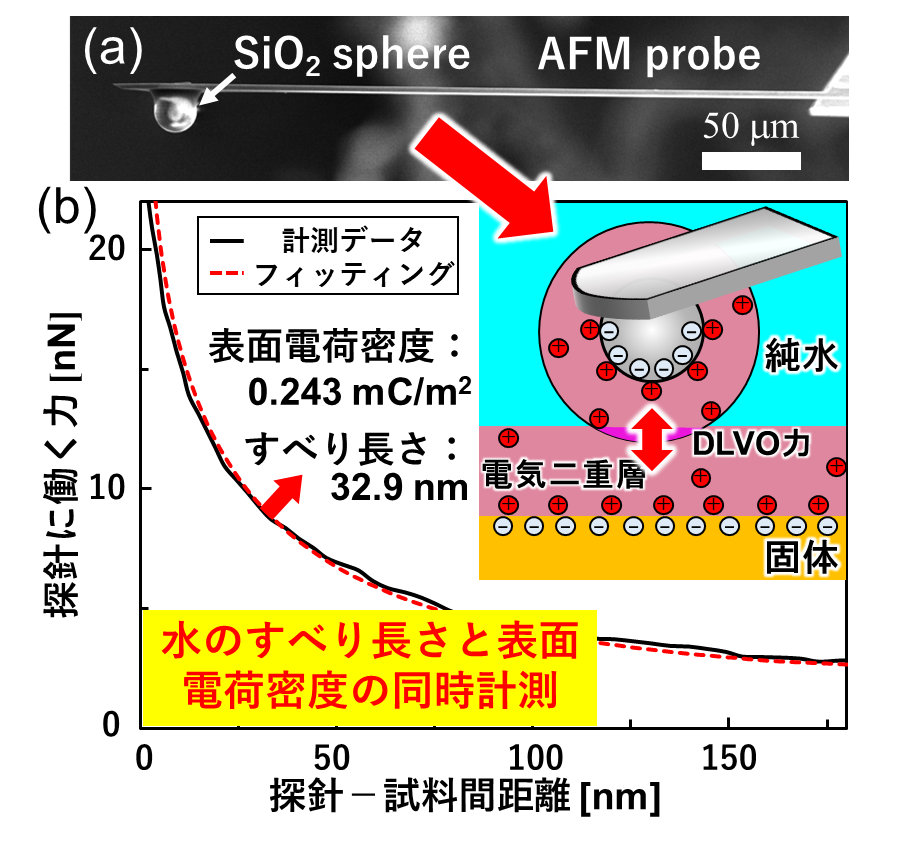 (a)
SiO₂ sphere
AFM probe
50 μm
(b)
計測データ
フィッティング
表面電荷密度：
0.243 mC/m²
すべり長さ：
32.9 nm
純水
DLVO力
電気二重層
+
−
固体
水のすべり長さと表面
電荷密度の同時計測
探針に働く力 [nN]
20
10
0
0 50 100 150
探針－試料間距離 [nm]